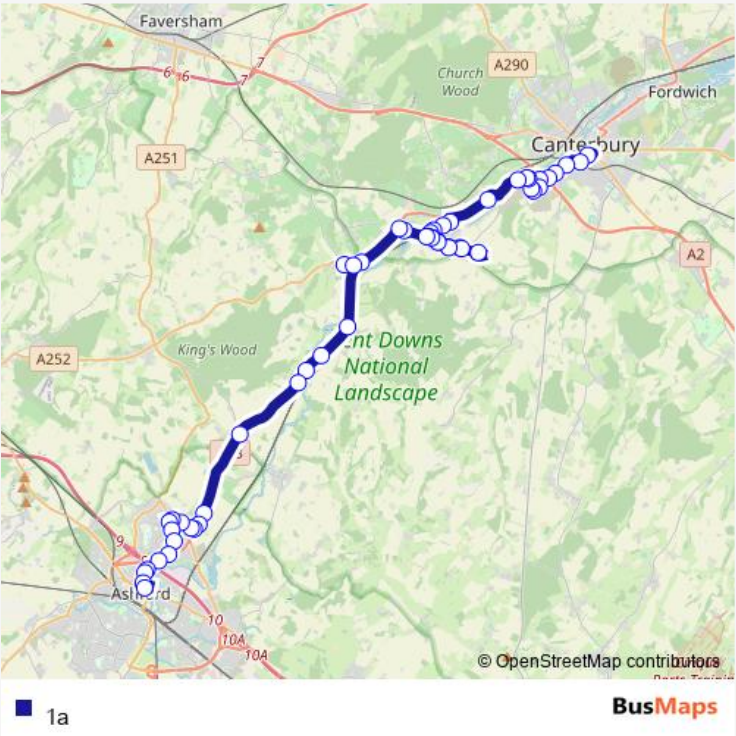 Faversham
7
6
6
7
A290
Church
Wood
Fordwich
Canterbury
A251
A2
King's Wood
A252
National
Landscape
9
10
10A
10A
© OpenStreetMap contributors
BusMaps
1a